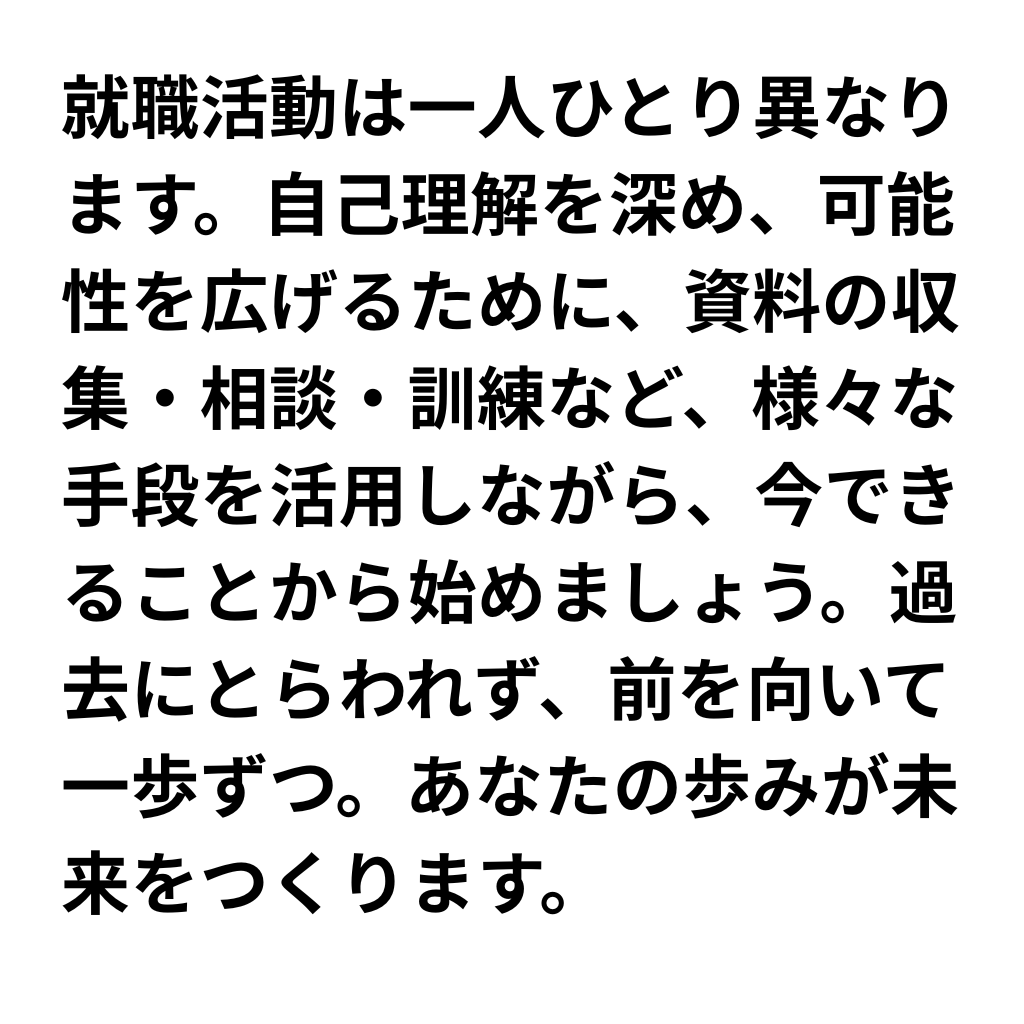 就職活動は一人ひとり異なり
ます。自己理解を深め、可能
性を広げるために、資料の収
集・相談・訓練など、様々な
手段を活用しながら、今でき
ることから始めましょう。過
去にとらわれず、前を向いて
一歩ずつ。あなたの歩みが未
来をつくります。